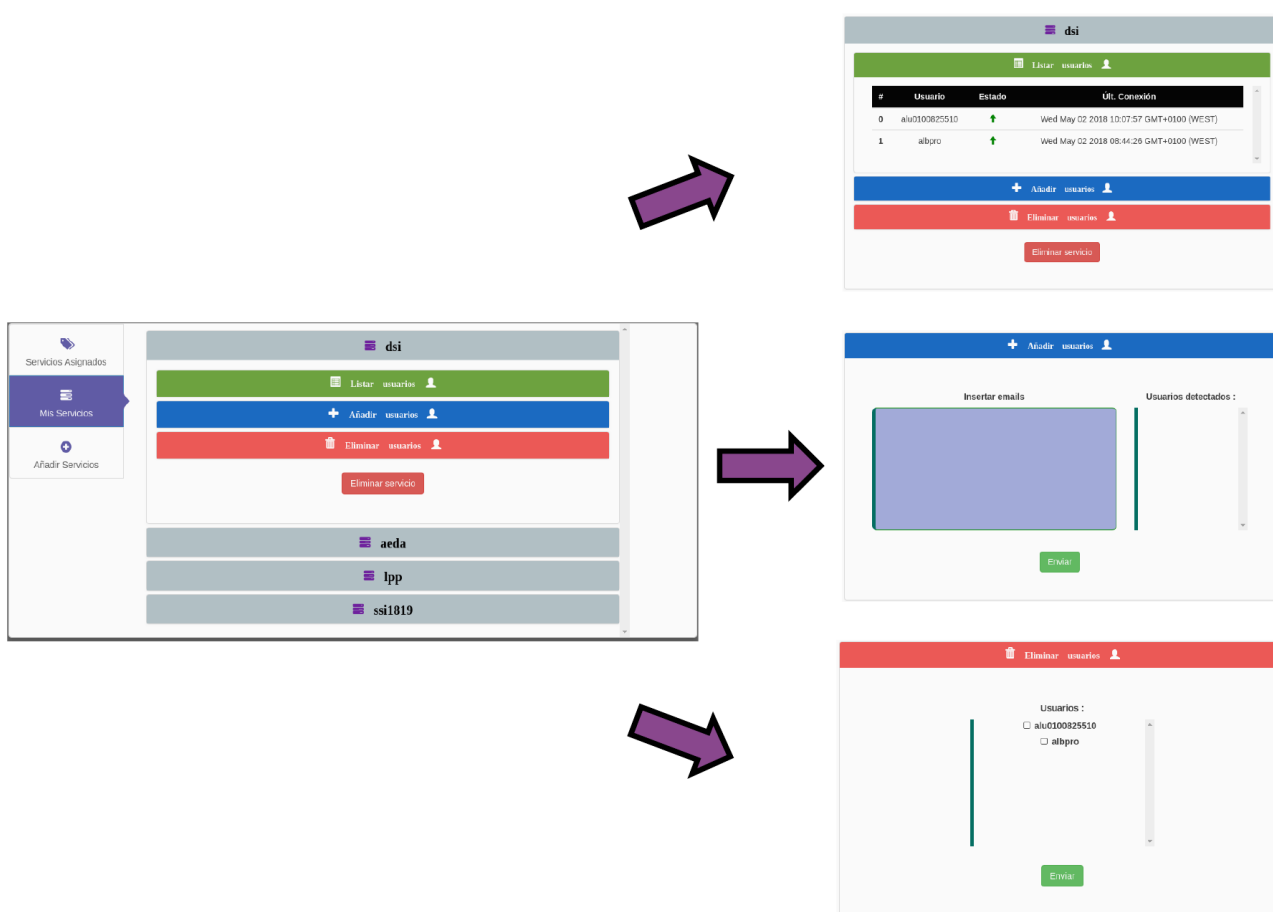 Servicios Asignados
Mis Servicios
Añadir Servicios
dsi
Listar usuarios
Añadir usuarios
Eliminar usuarios
Eliminar servicio
aeda
lpp
ssi1819
dsi
Listar usuarios
# Usuario Estado Últ. Conexión
0 alu0100825510 Wed May 02 2018 10:07:57 GMT+0100 (WEST)
1 albpro Wed May 02 2018 08:44:26 GMT+0100 (WEST)
Añadir usuarios
Eliminar usuarios
Eliminar servicio
Añadir usuarios
Insertar emails Usuarios detectados :
Enviar
Eliminar usuarios
Usuarios :
alu0100825510
albpro
Enviar